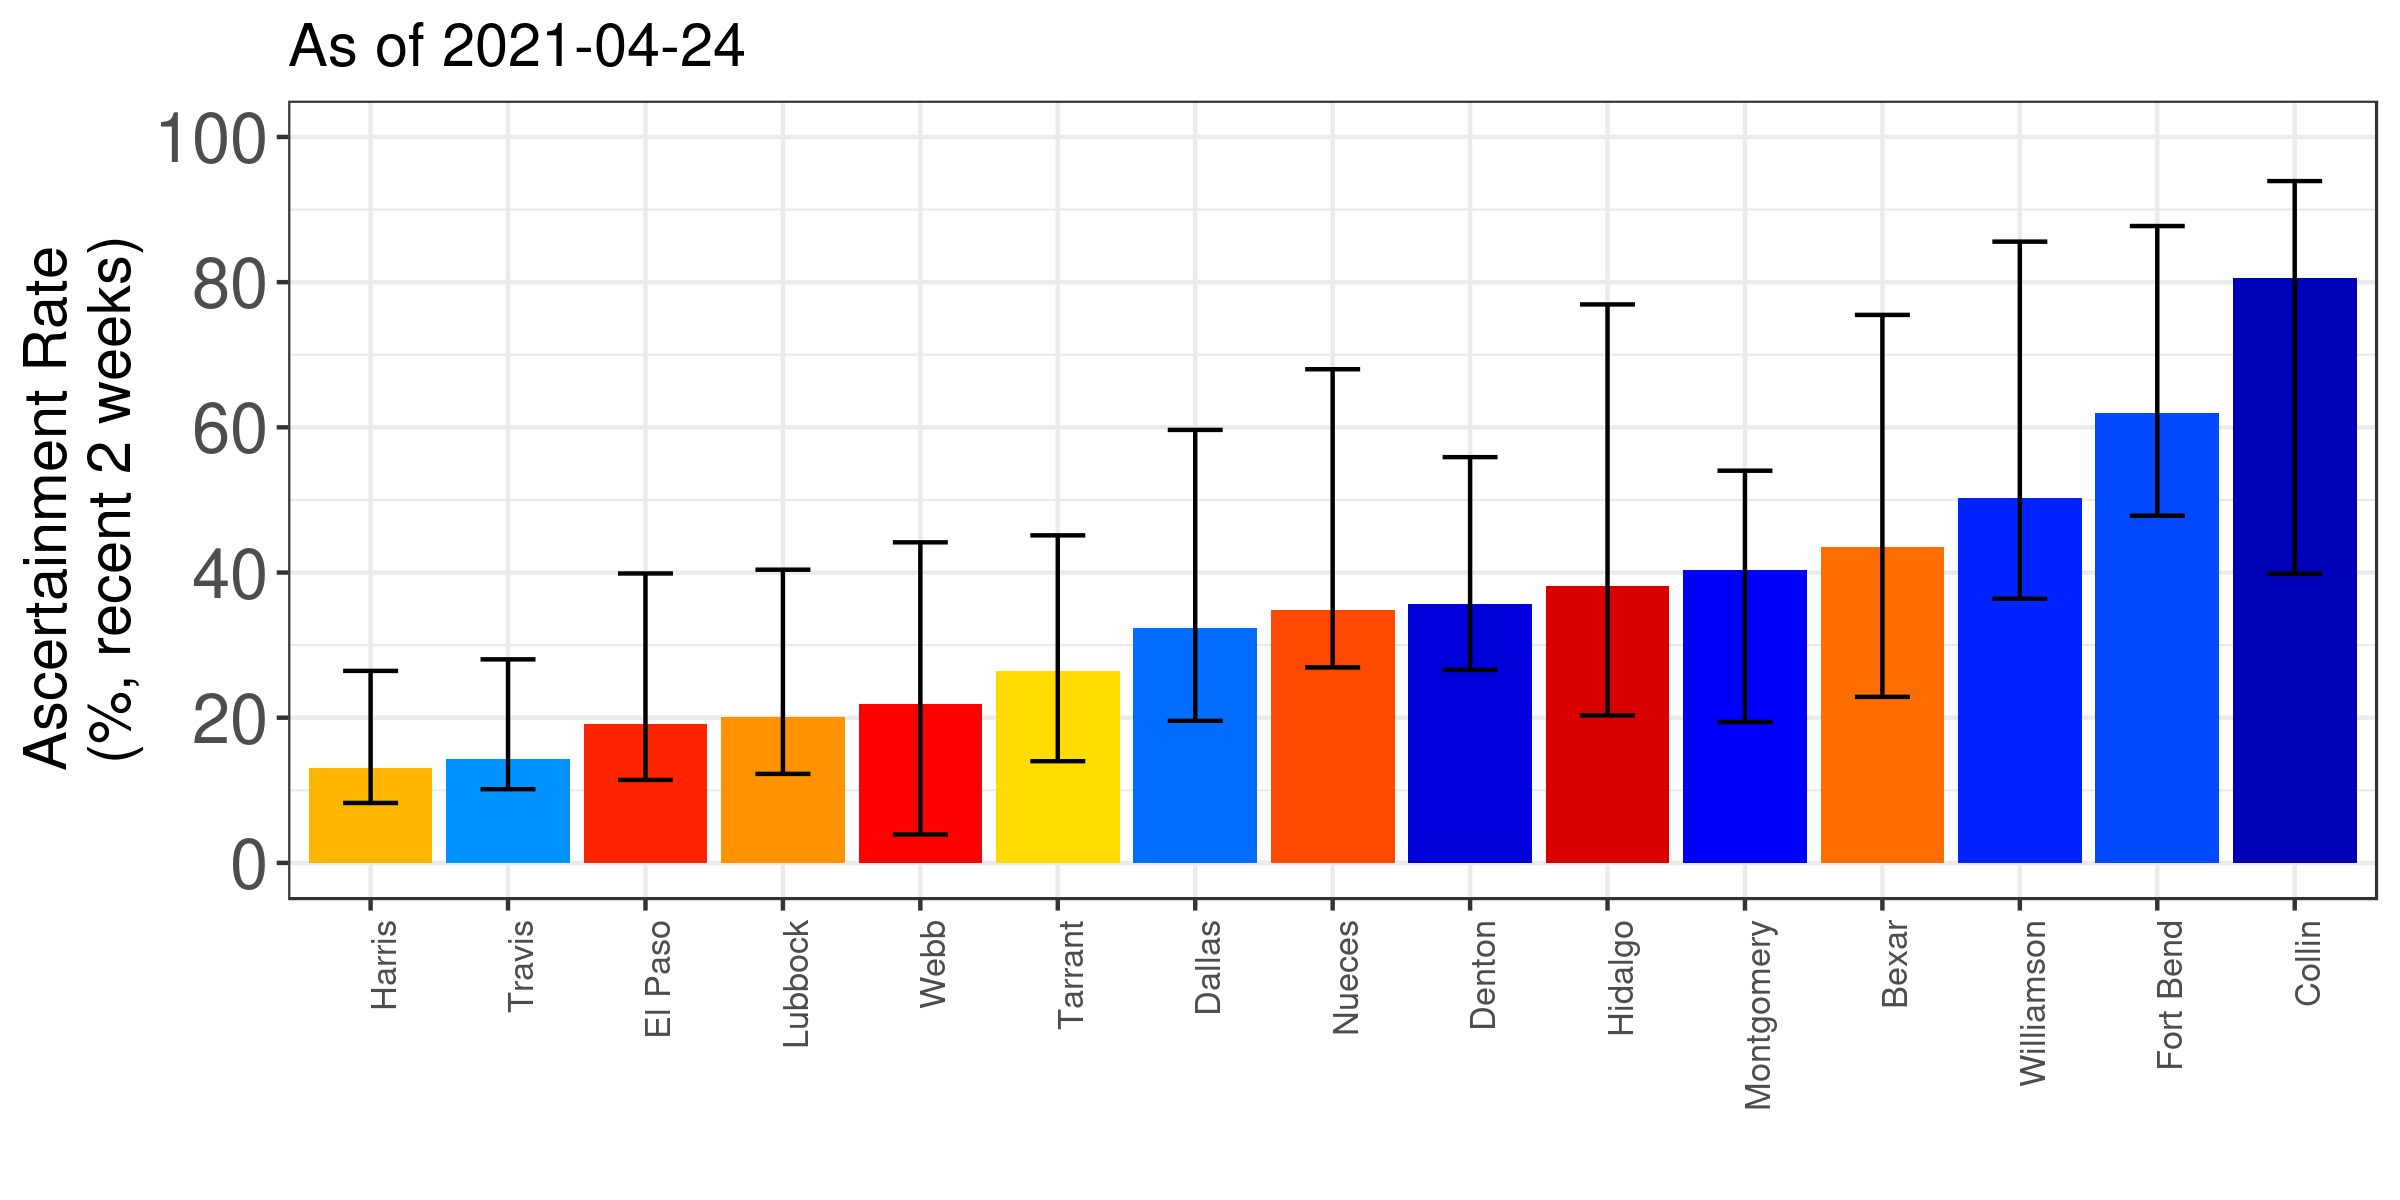 As of 2021-04-24
Ascertainment Rate
(%, recent 2 weeks)
100
80
60
40
20
0
Harris
Travis
El Paso
Lubbock
Webb
Tarrant
Dallas
Nueces
Denton
Hidalgo
Montgomery
Bexar
Williamson
Fort Bend
Collin